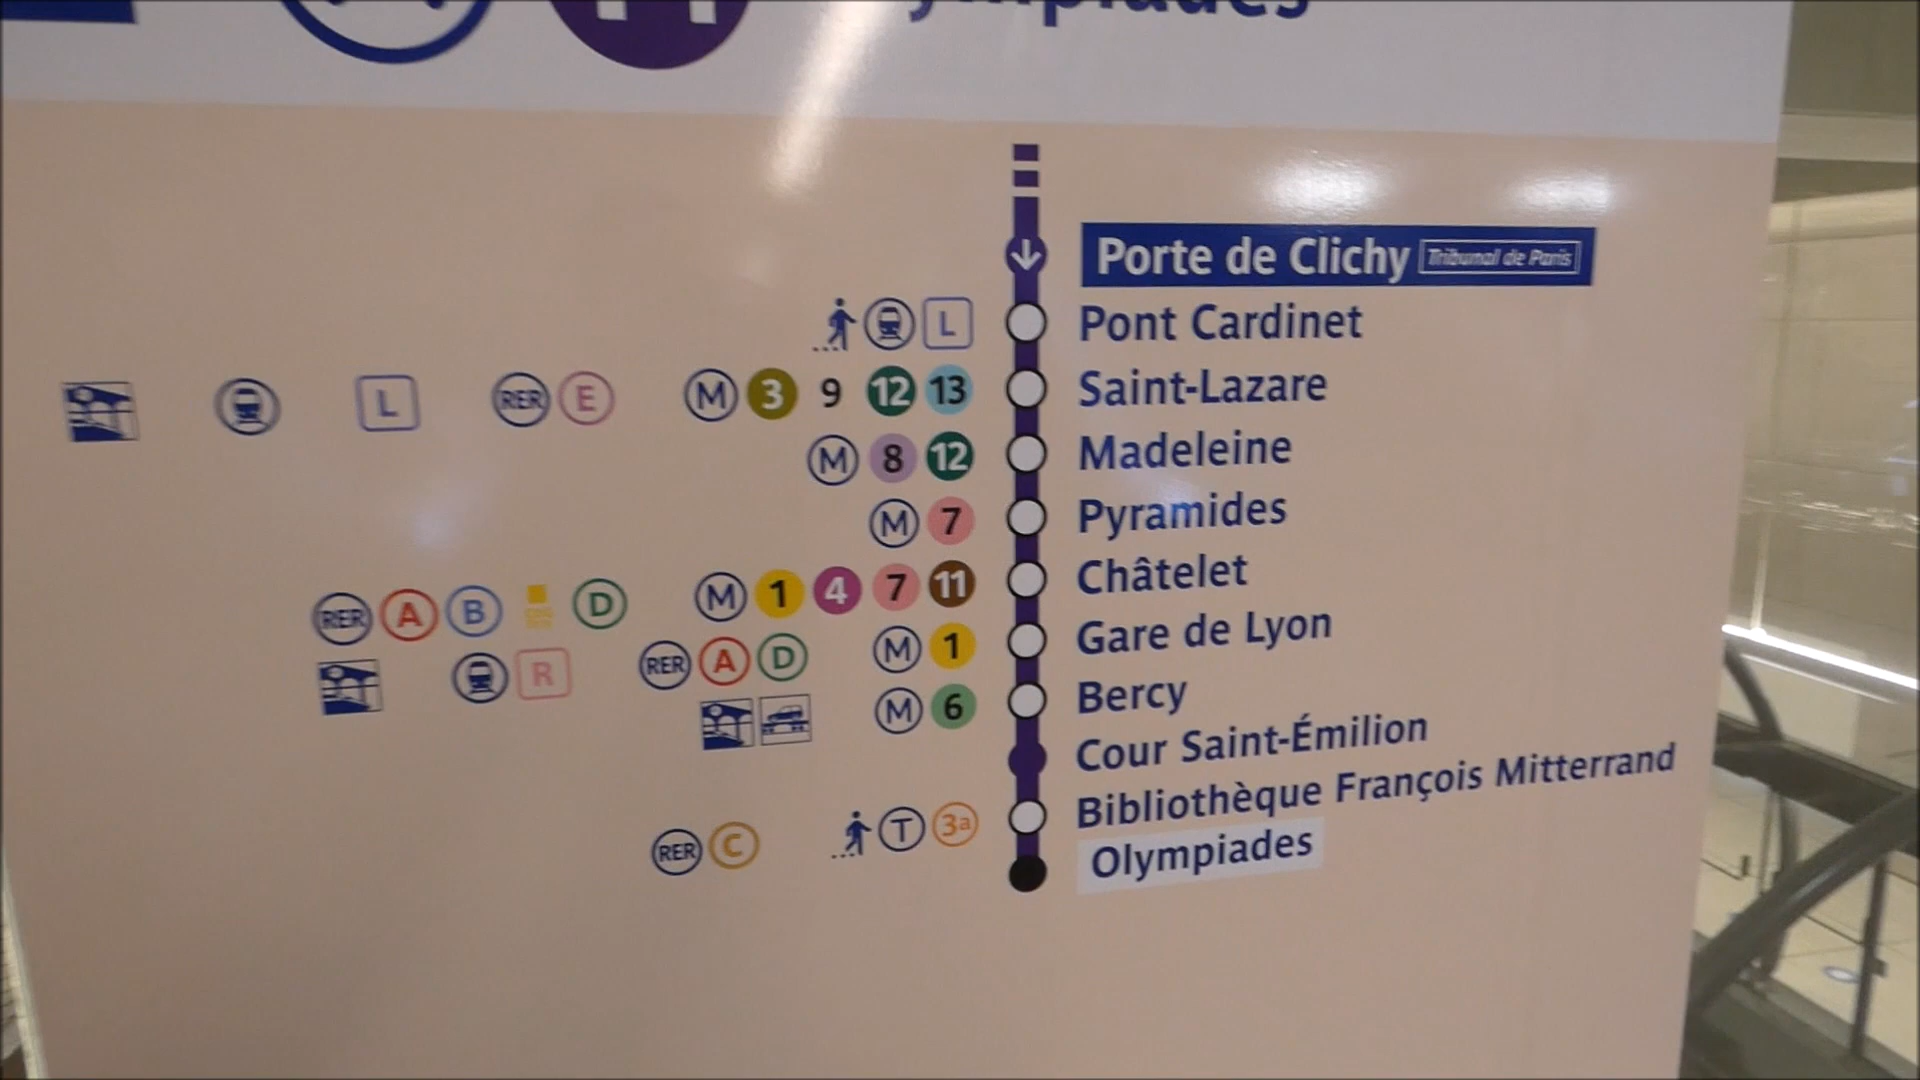 Olympiades
Porte de Clichy Tribunal de Paris
L Pont Cardinet
L RER E M 3 9 12 13 Saint-Lazare
M 8 12 Madeleine
M 7 Pyramides
RER A B D M 1 4 7 11 Châtelet
R RER A D M 1 Gare de Lyon
M 6 Bercy
Cour Saint-Émilion
RER C T 3a Bibliothèque François Mitterrand
Olympiades